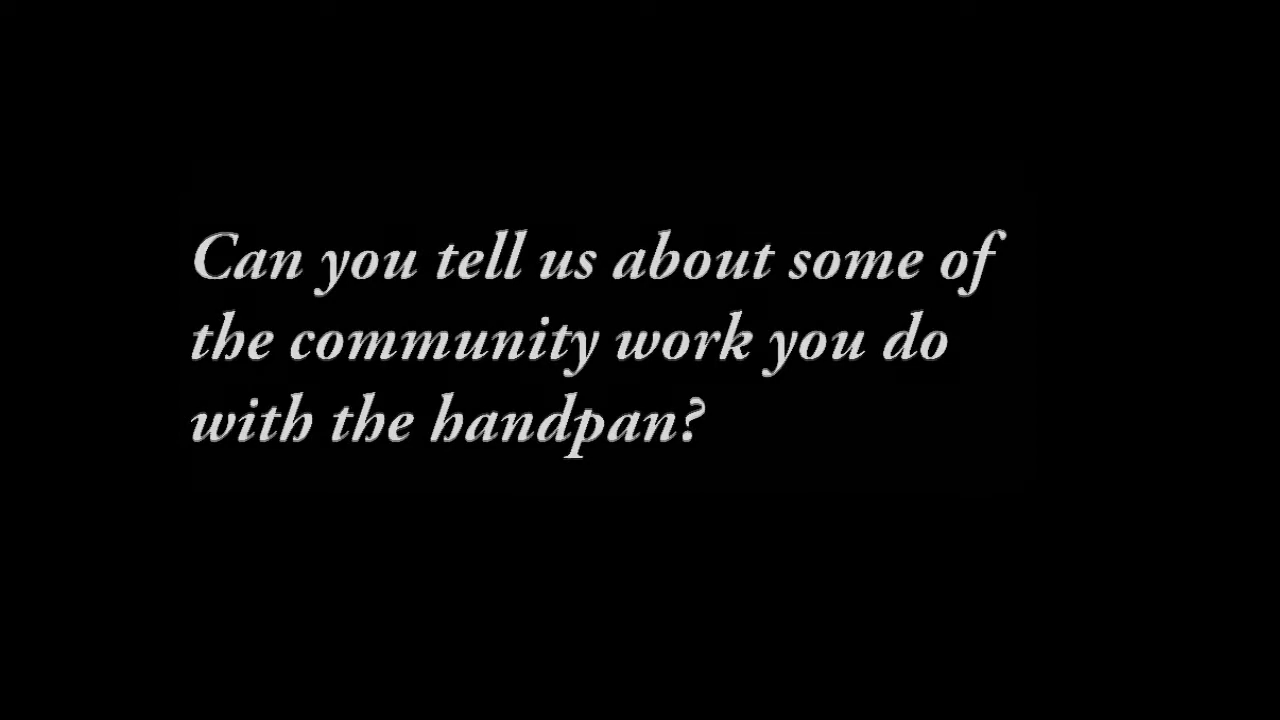 Can you tell us about some of
the community work you do
with the handpan?